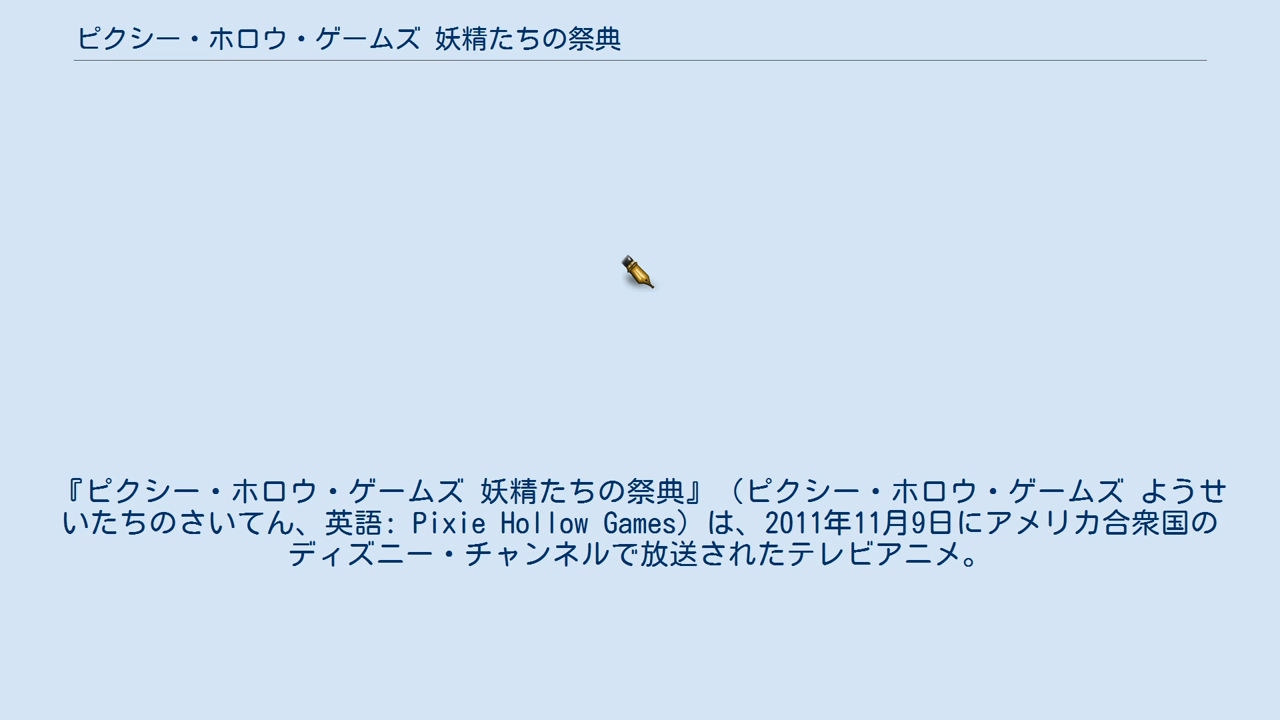 ピクシー・ホロウ・ゲームズ 妖精たちの祭典
『ピクシー・ホロウ・ゲームズ 妖精たちの祭典』（ピクシー・ホロウ・ゲームズ ようせ
いたちのさいてん、英語: Pixie Hollow Games）は、2011年11月9日にアメリカ合衆国の
ディズニー・チャンネルで放送されたテレビアニメ。